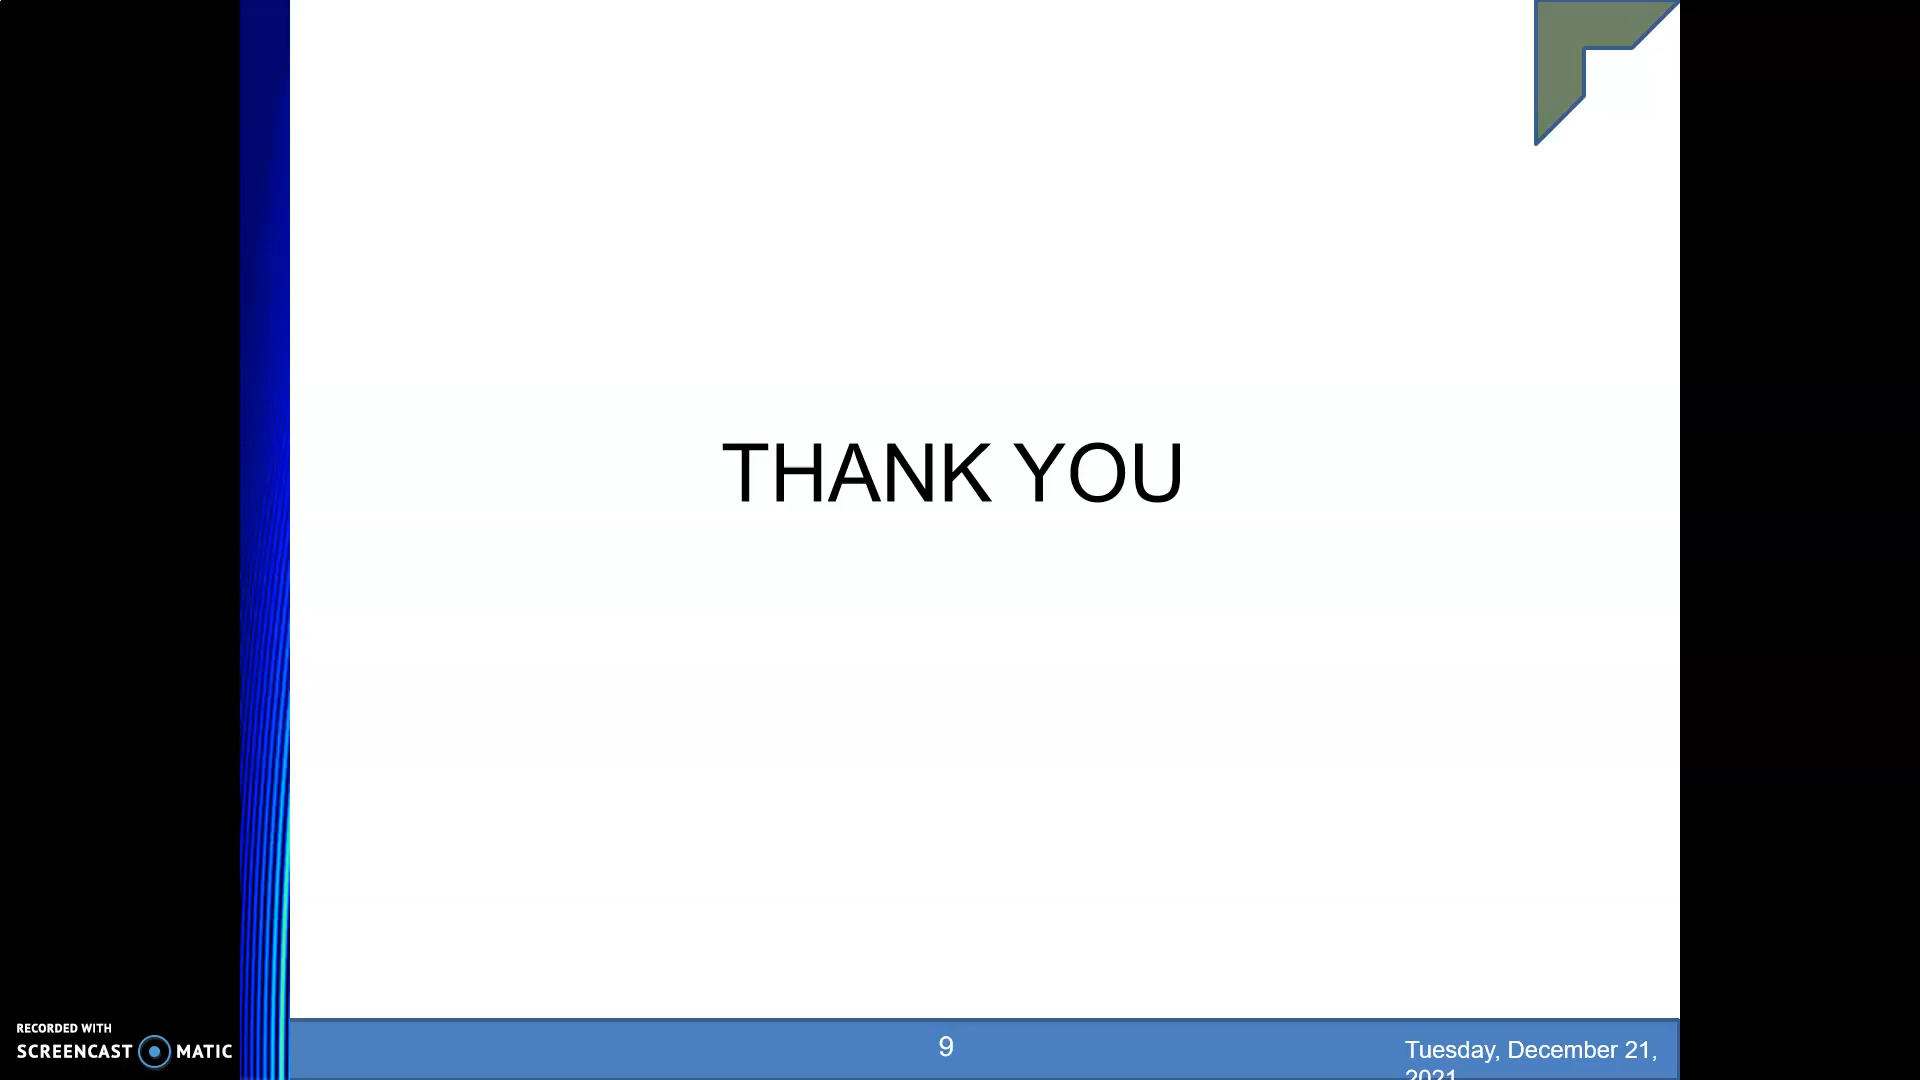 THANK YOU
RECORDED WITH
SCREENCAST MATIC
9
Tuesday, December 21,
2021